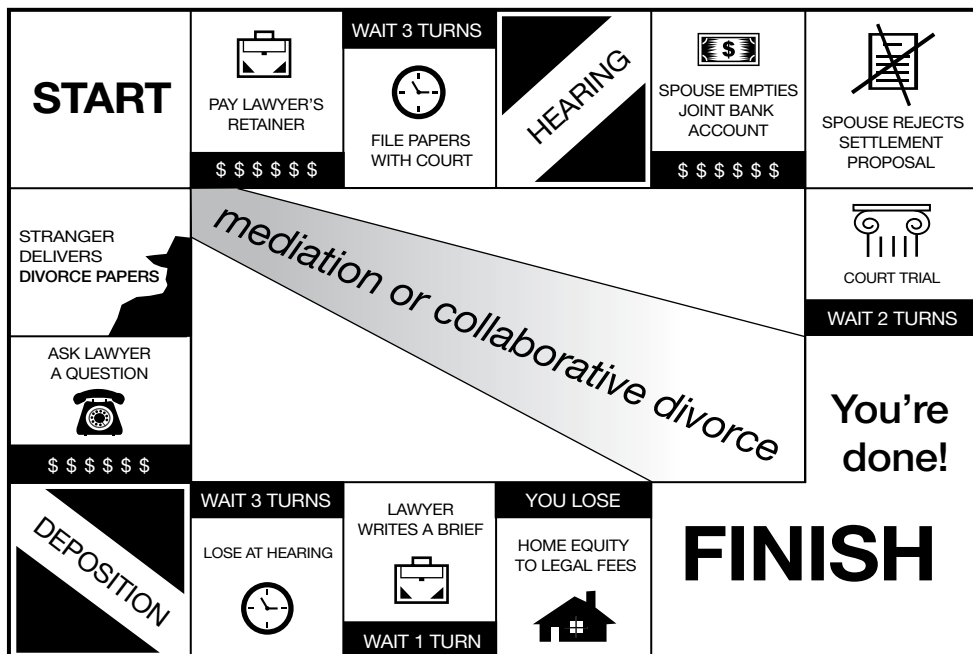 START
PAY LAWYER'S
RETAINER
$ $ $ $ $ $
WAIT 3 TURNS
FILE PAPERS
WITH COURT
HEARING
$
SPOUSE EMPTIES
JOINT BANK
ACCOUNT
$ $ $ $ $ $
SPOUSE REJECTS
SETTLEMENT
PROPOSAL
STRANGER
DELIVERS
DIVORCE PAPERS
mediation or collaborative divorce
COURT TRIAL
WAIT 2 TURNS
ASK LAWYER
A QUESTION
$ $ $ $ $ $
You're
done!
FINISH
DEPOSITION
WAIT 3 TURNS
LOSE AT HEARING
LAWYER
WRITES A BRIEF
WAIT 1 TURN
YOU LOSE
HOME EQUITY
TO LEGAL FEES